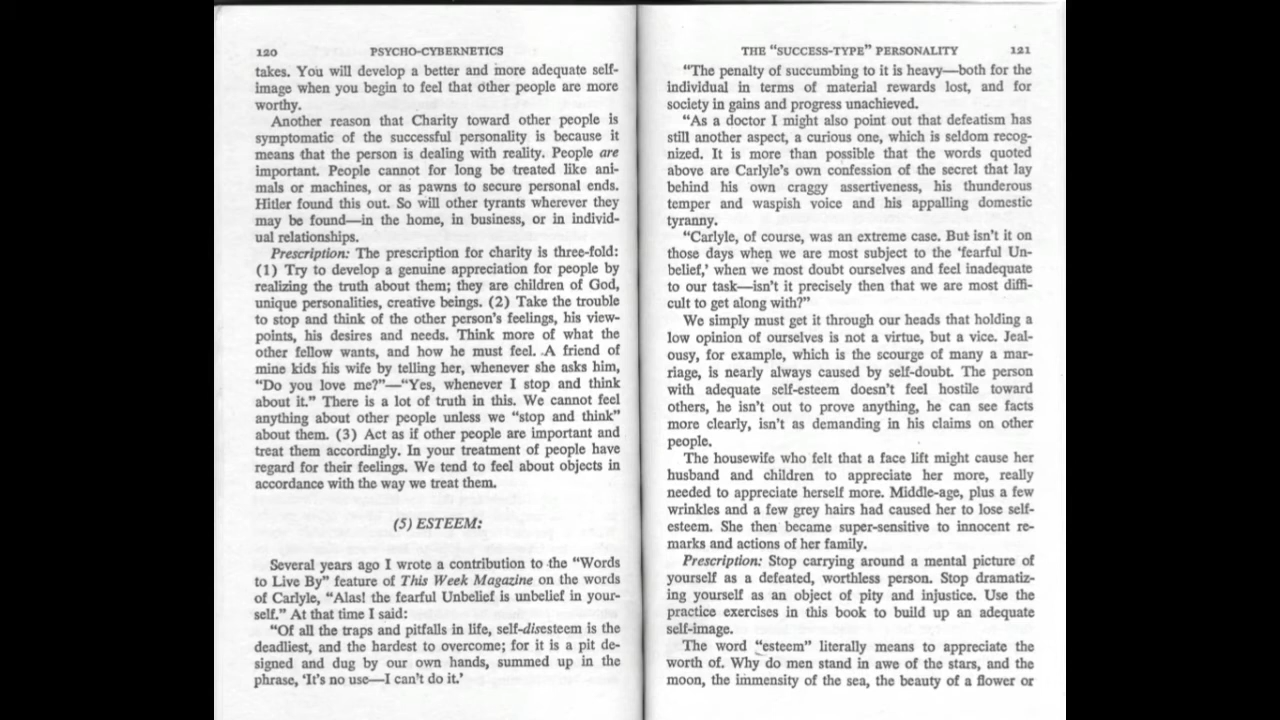 120 PSYCHO-CYBERNETICS
takes. You will develop a better and more adequate self-
image when you begin to feel that other people are more
worthy.
Another reason that Charity toward other people is
symptomatic of the successful personality is because it
means that the person is dealing with reality. People are
important. People cannot for long be treated like ani-
mals or machines, or as pawns to secure personal ends.
Hitler found this out. So will other tyrants wherever they
may be found—in the home, in business, or in individ-
ual relationships.
Prescription: The prescription for charity is three-fold:
(1) Try to develop a genuine appreciation for people by
realizing the truth about them; they are children of God,
unique personalities, creative beings. (2) Take the trouble
to stop and think of the other person's feelings, his view-
points, his desires and needs. Think more of what the
other fellow wants, and how he must feel. A friend of
mine kids his wife by telling her, whenever she asks him,
"Do you love me?"—"Yes, whenever I stop and think
about it." There is a lot of truth in this. We cannot feel
anything about other people unless we "stop and think"
about them. (3) Act as if other people are important and
treat them accordingly. In your treatment of people have
regard for their feelings. We tend to feel about objects in
accordance with the way we treat them.
(5) ESTEEM:
Several years ago I wrote a contribution to the "Words
to Live By" feature of This Week Magazine on the words
of Carlyle, "Alas! the fearful Unbelief is unbelief in your-
self." At that time I said:
"Of all the traps and pitfalls in life, self-disesteem is the
deadliest, and the hardest to overcome; for it is a pit de-
signed and dug by our own hands, summed up in the
phrase, 'It's no use—I can't do it.'
THE "SUCCESS-TYPE" PERSONALITY 121
"The penalty of succumbing to it is heavy—both for the
individual in terms of material rewards lost, and for
society in gains and progress unachieved.
"As a doctor I might also point out that defeatism has
still another aspect, a curious one, which is seldom recog-
nized. It is more than possible that the words quoted
above are Carlyle's own confession of the secret that lay
behind his own craggy assertiveness, his thunderous
temper and waspish voice and his appalling domestic
tyranny.
"Carlyle, of course, was an extreme case. But isn't it on
those days when we are most subject to the 'fearful Un-
belief,' when we most doubt ourselves and feel inadequate
to our task—isn't it precisely then that we are most diffi-
cult to get along with?"
We simply must get it through our heads that holding a
low opinion of ourselves is not a virtue, but a vice. Jeal-
ousy, for example, which is the scourge of many a mar-
riage, is nearly always caused by self-doubt. The person
with adequate self-esteem doesn't feel hostile toward
others, he isn't out to prove anything, he can see facts
more clearly, isn't as demanding in his claims on other
people.
The housewife who felt that a face lift might cause her
husband and children to appreciate her more, really
needed to appreciate herself more. Middle-age, plus a few
wrinkles and a few grey hairs had caused her to lose self-
esteem. She then became super-sensitive to innocent re-
marks and actions of her family.
Prescription: Stop carrying around a mental picture of
yourself as a defeated, worthless person. Stop dramatiz-
ing yourself as an object of pity and injustice. Use the
practice exercises in this book to build up an adequate
self-image.
The word "esteem" literally means to appreciate the
worth of. Why do men stand in awe of the stars, and the
moon, the immensity of the sea, the beauty of a flower or